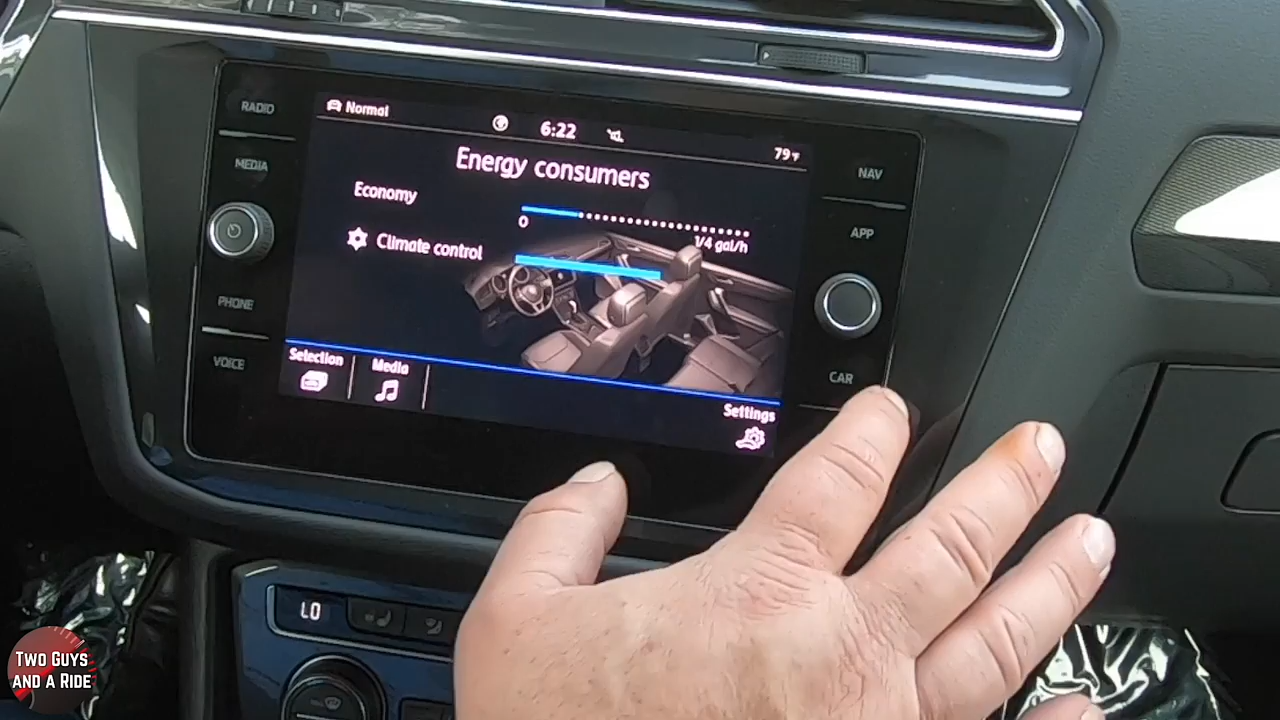 RADIO
MEDIA
PHONE
VOICE
Normal
6:22
79°F
Energy consumers
Economy
0
1/4 gal/h
Climate control
Selection
Media
Settings
NAV
APP
CAR
LO
TWO GUYS
AND A RIDE